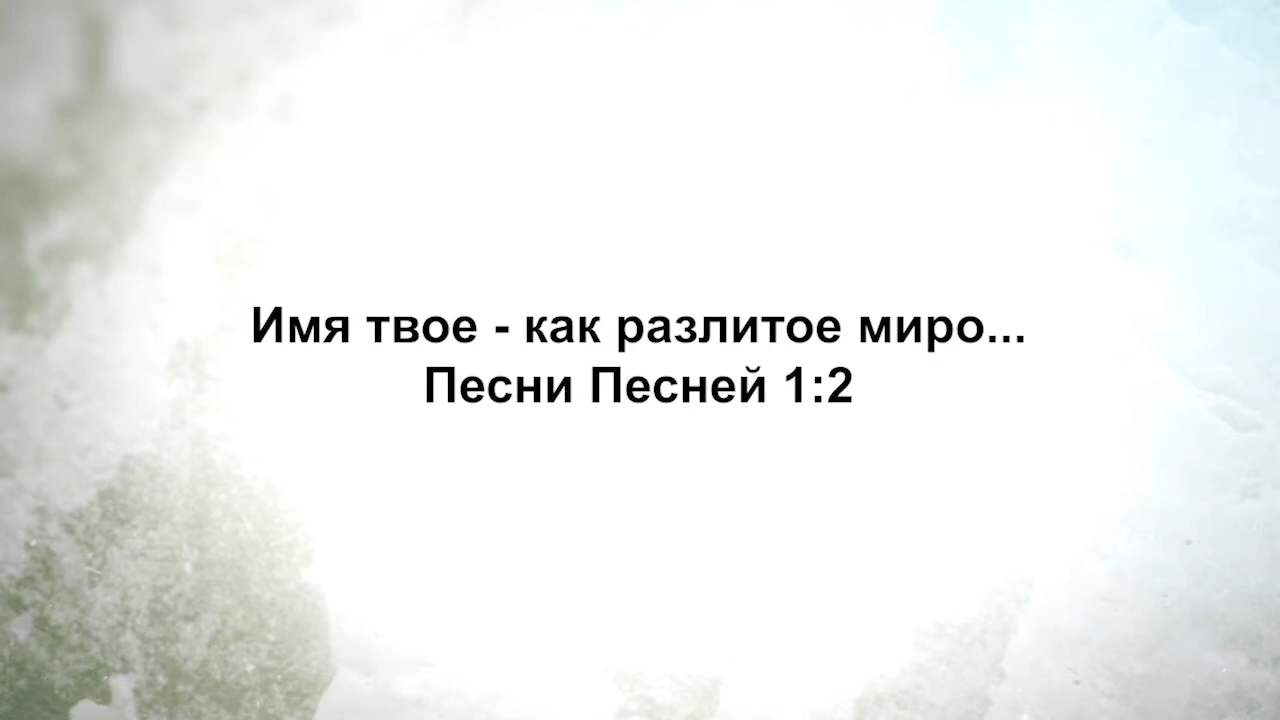 Имя твое - как разлитое миро...
Песни Песней 1:2